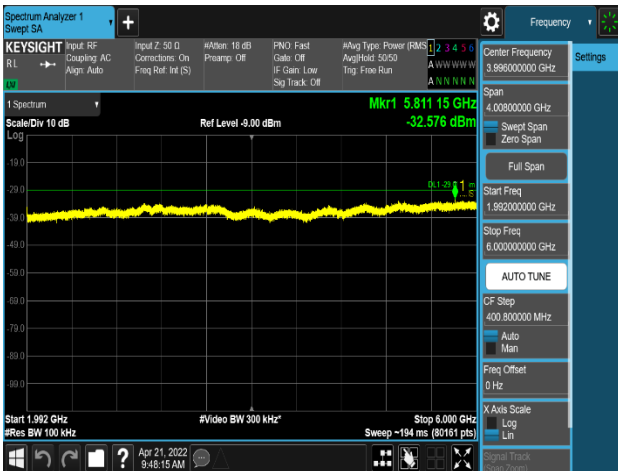 Spectrum Analyzer 1
Swept SA
Frequency
KEYSIGHT
Input: RF
Input Z: 50 Ω
#Atten: 18 dB
PNO: Fast
#Avg Type: Power (RMS
1 2 3 4 5 6
RL
Coupling: AC
Corrections: On
Preamp: Off
Gate: Off
Avg|Hold: 50/50
A WWWWW
Align: Auto
Freq Ref: Int (S)
IF Gain: Low
Trig: Free Run
Sig Track: Off
A NNNNN
Center Frequency
3.996000000 GHz
Settings
1 Spectrum
Mkr1 5.811 15 GHz
Scale/Div 10 dB
Ref Level -9.00 dBm
-32.576 dBm
Log
-19.0
-29.0
-39.0
-49.0
-59.0
-69.0
-79.0
-89.0
-99.0
1
Start 1.992 GHz
#Video BW 300 kHz*
Stop 6.000 GHz
#Res BW 100 kHz
Sweep ~194 ms (80161 pts)
Span
4.00800000 GHz
Swept Span
Zero Span
Full Span
Start Freq
1.992000000 GHz
Stop Freq
6.000000000 GHz
AUTO TUNE
CF Step
400.800000 MHz
Auto
Man
Freq Offset
0 Hz
X Axis Scale
Log
Lin
Signal Track
(Span Zoom)
?
Apr 21, 2022
9:48:15 AM